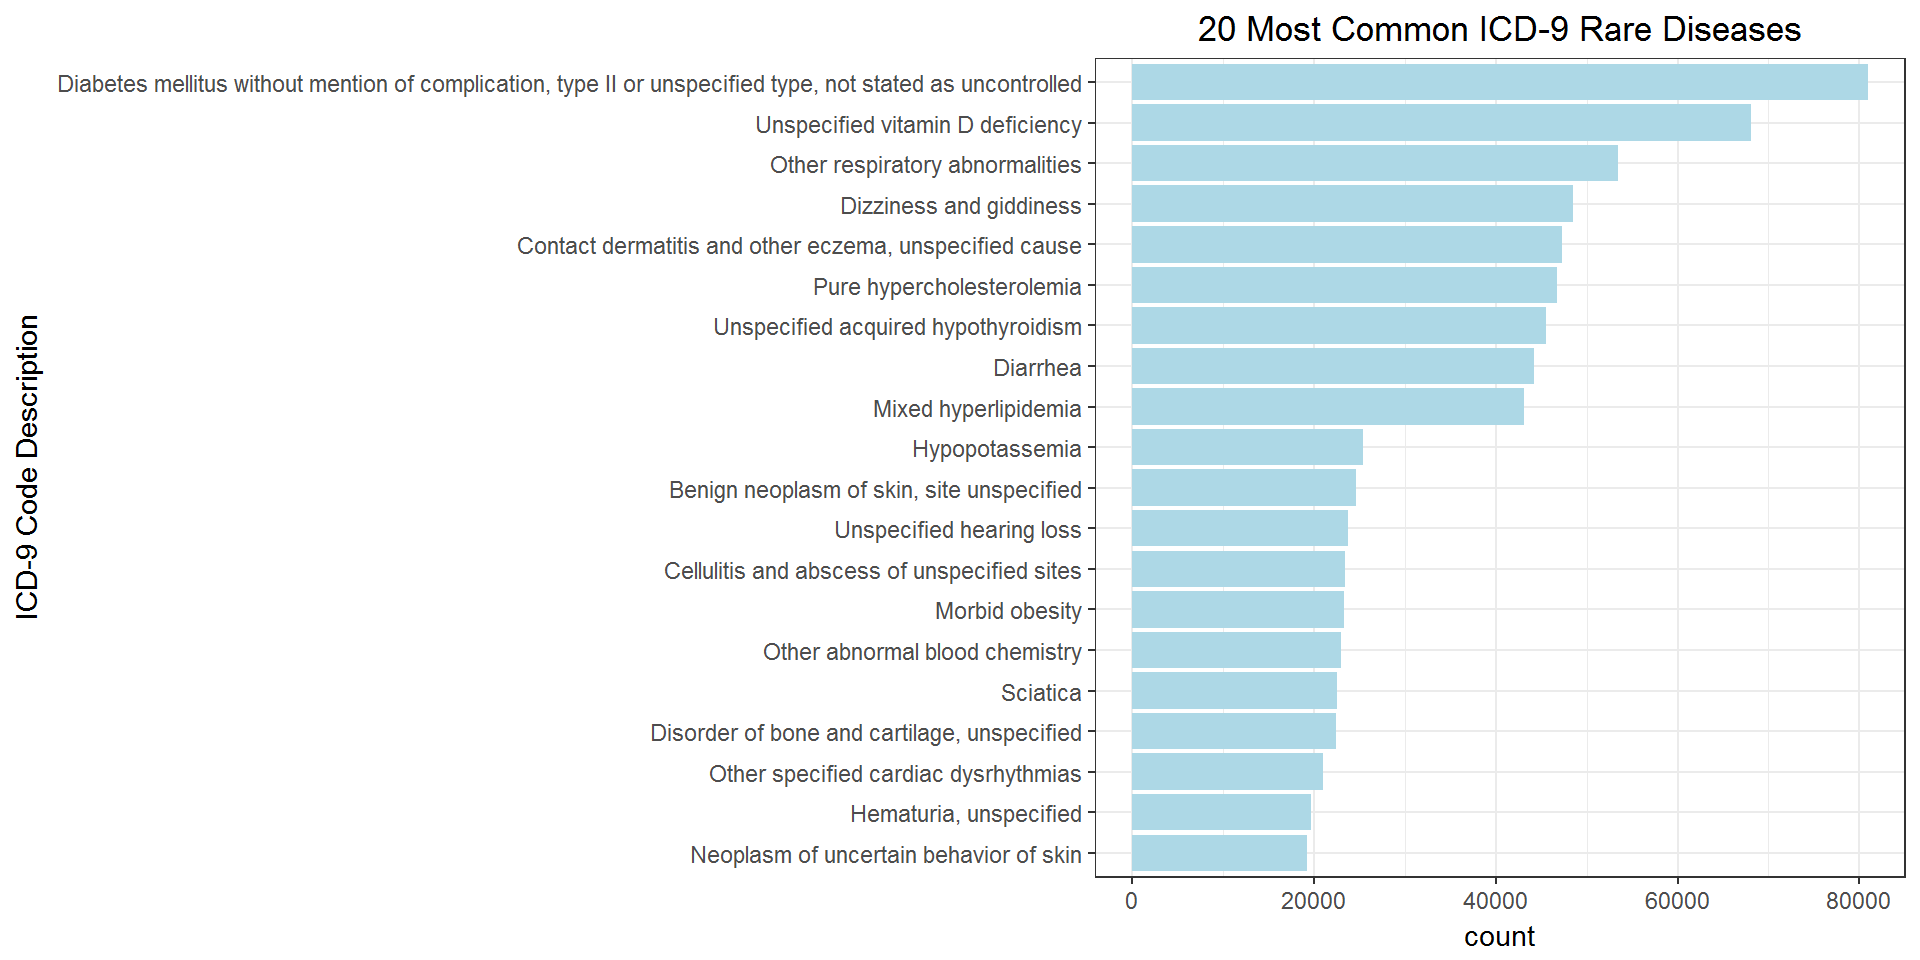 20 Most Common ICD-9 Rare Diseases
ICD-9 Code Description
Diabetes mellitus without mention of complication, type II or unspecified type, not stated as uncontrolled
Unspecified vitamin D deficiency
Other respiratory abnormalities
Dizziness and giddiness
Contact dermatitis and other eczema, unspecified cause
Pure hypercholesterolemia
Unspecified acquired hypothyroidism
Diarrhea
Mixed hyperlipidemia
Hypopotassemia
Benign neoplasm of skin, site unspecified
Unspecified hearing loss
Cellulitis and abscess of unspecified sites
Morbid obesity
Other abnormal blood chemistry
Sciatica
Disorder of bone and cartilage, unspecified
Other specified cardiac dysrhythmias
Hematuria, unspecified
Neoplasm of uncertain behavior of skin
0 20000 40000 60000 80000
count